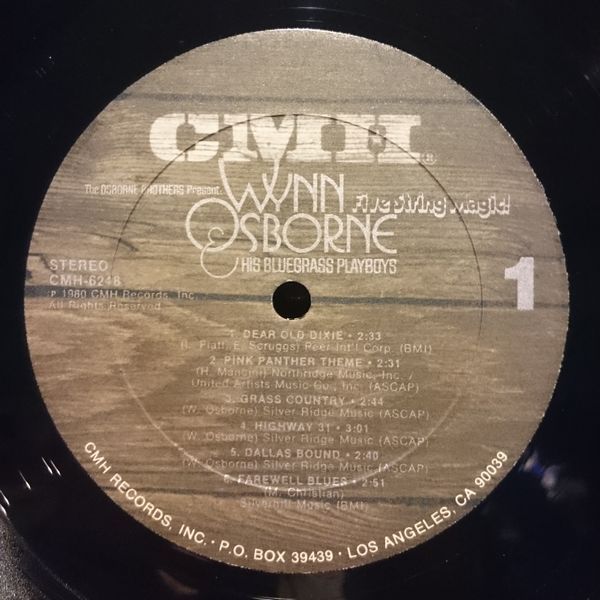 CMH®
The OSBORNE BROTHERS Present:
WYNN OSBORNE
Five String Magic!
& HIS BLUEGRASS PLAYBOYS
STEREO
CMH-6248
℗ 1980 CMH Records, Inc.
All Rights Reserved
1
1. DEAR OLD DIXIE • 2:33
(L. Flatt, E. Scruggs) Peer Int'l Corp. (BMI)
2. PINK PANTHER THEME • 2:31
(H. Mancini) Northridge Music, Inc. /
United Artists Music Co., Inc. (ASCAP)
3. GRASS COUNTRY • 2:44
(W. Osborne) Silver Ridge Music (ASCAP)
4. HIGHWAY 31 • 3:01
(W. Osborne) Silver Ridge Music (ASCAP)
5. DALLAS BOUND • 2:40
(W. Osborne) Silver Ridge Music (ASCAP)
6. FAREWELL BLUES • 2:51
(M. Christian)
Silverhill Music (BMI)
CMH RECORDS, INC. • P.O. BOX 39439 • LOS ANGELES, CA 90039